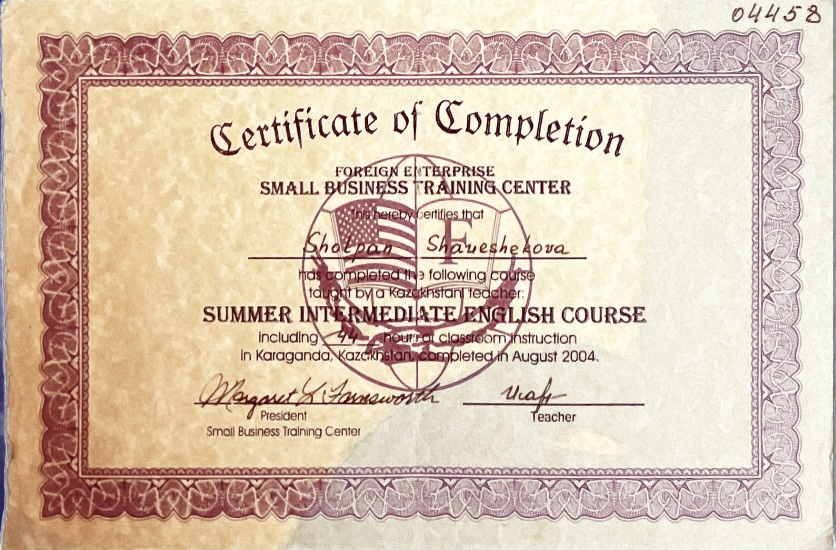 04458
Certificate of Completion
FOREIGN ENTERPRISE
SMALL BUSINESS TRAINING CENTER
This hereby certifies that
Sholpan Shaueshekova
F
has completed the following course
taught by a Kazakhstani teacher:
SUMMER INTERMEDIATE ENGLISH COURSE
including 44 hours of classroom instruction
in Karaganda, Kazakhstan, completed in August 2004.
Margaret L Farnsworth
President
Teacher
Small Business Training Center